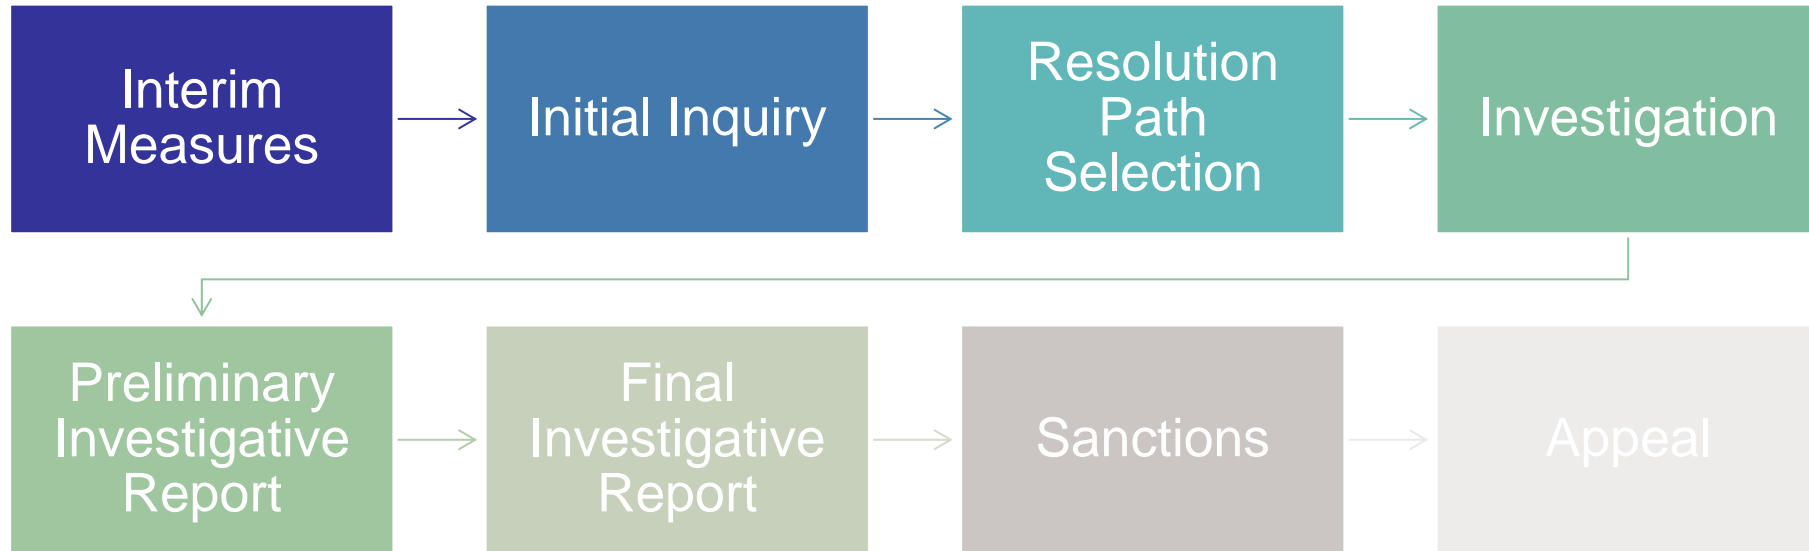 Interim
Measures
Initial Inquiry
Resolution
Path
Selection
Investigation
Preliminary
Investigative
Report
Final
Investigative
Report
Sanctions
Appeal